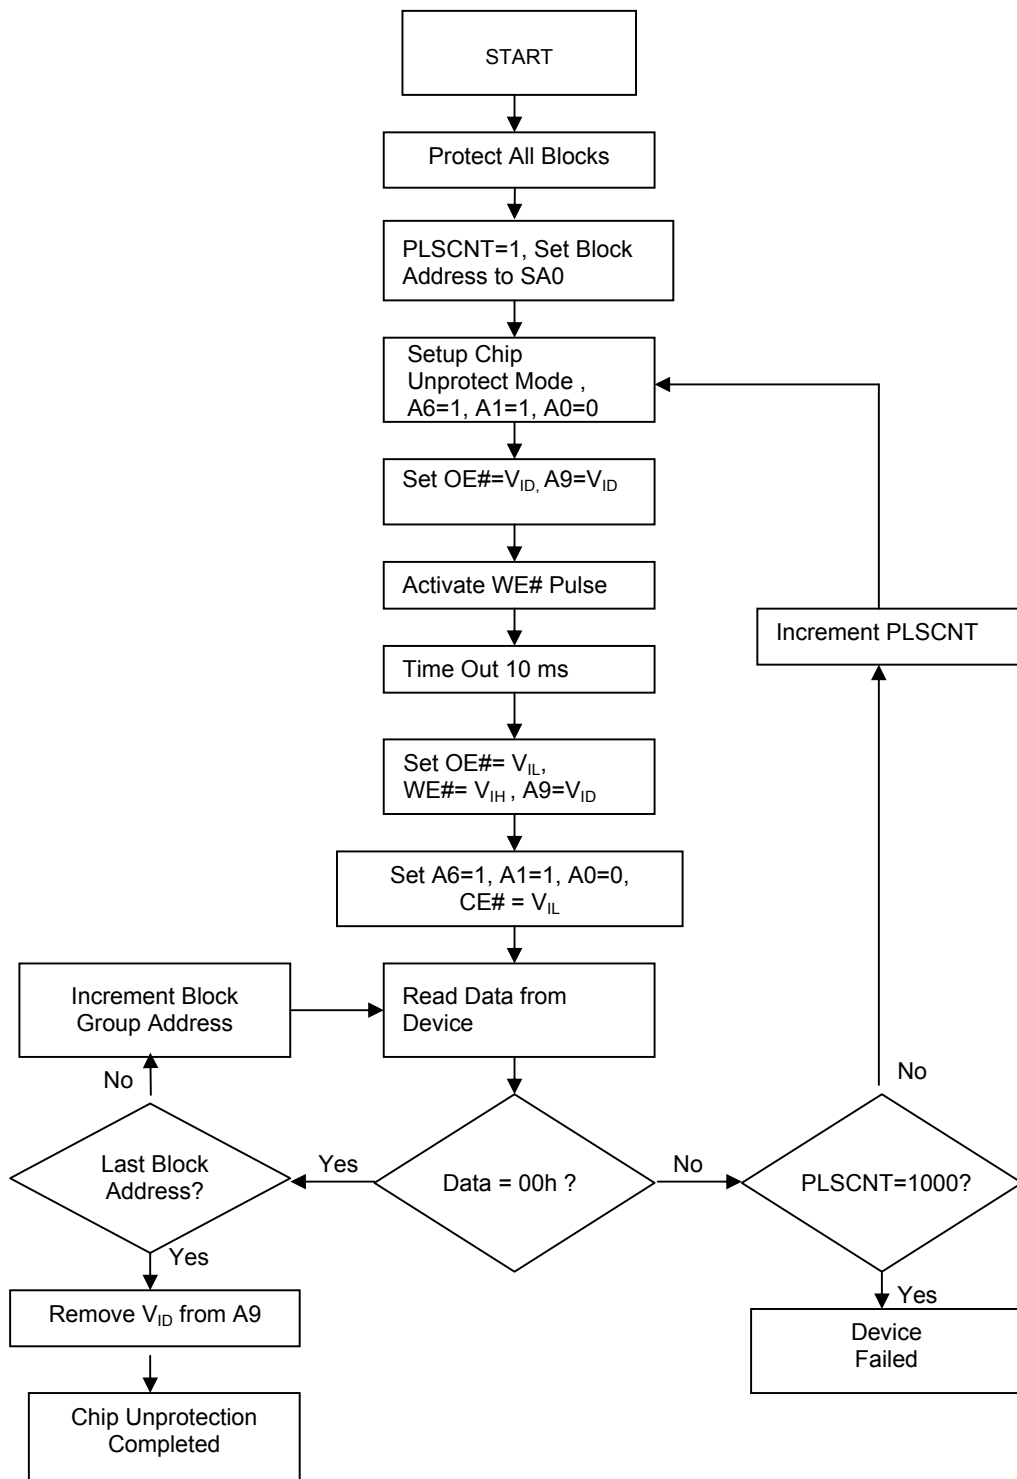 START
Protect All Blocks
PLSCNT=1, Set Block
Address to SA0
Setup Chip
Unprotect Mode ,
A6=1, A1=1, A0=0
Set OE#=VID, A9=VID
Activate WE# Pulse
Increment PLSCNT
Time Out 10 ms
Set OE#= VIL,
WE#= VIH , A9=VID
Set A6=1, A1=1, A0=0,
CE# = VIL
Increment Block
Group Address
Read Data from
Device
No
No
Last Block
Address?
Yes
Data = 00h ?
No
PLSCNT=1000?
Yes
Yes
Remove VID from A9
Device
Failed
Chip Unprotection
Completed